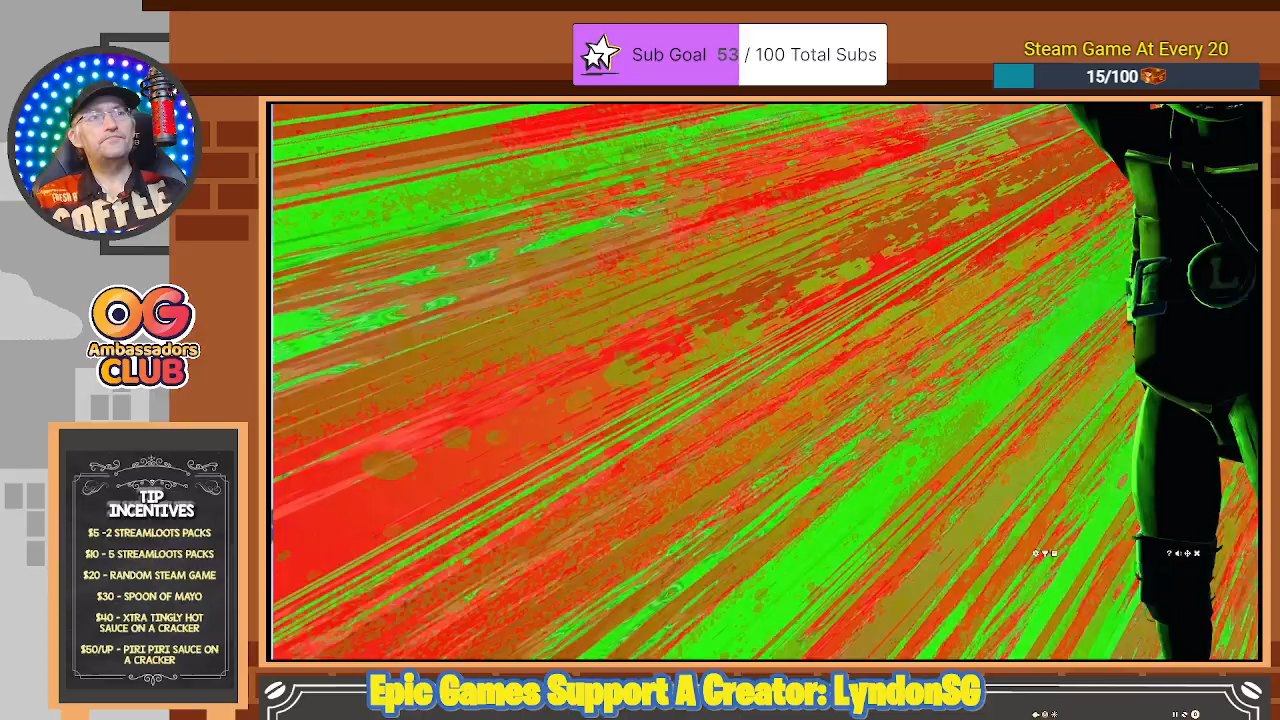 Sub Goal 53 / 100 Total Subs
Steam Game At Every 20
15/100
FRESH
COFFEE
OG
Ambassadors
CLUB
L
TIP
INCENTIVES
$5 -2 STREAMLOOTS PACKS
$10 - 5 STREAMLOOTS PACKS
$20 - RANDOM STEAM GAME
$30 - SPOON OF MAYO
$40 - XTRA TINGLY HOT
SAUCE ON A CRACKER
$50/UP - PIRI PIRI SAUCE ON
A CRACKER
Epic Games Support A Creator: LyndonSG